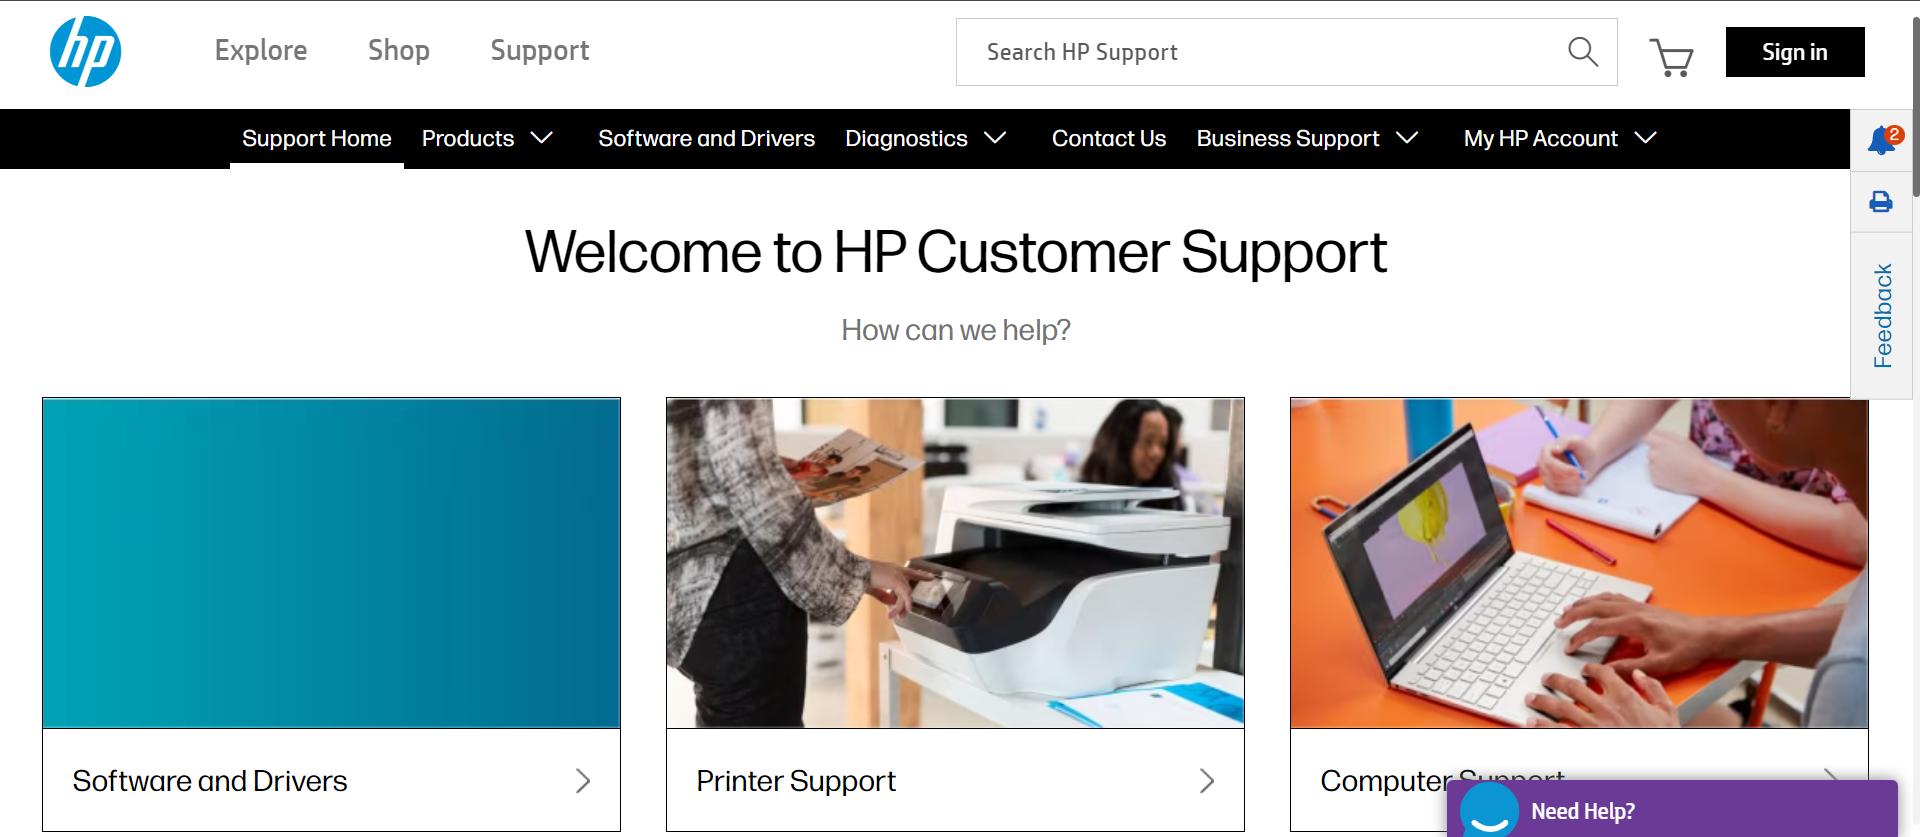 hp
Explore Shop Support
Search HP Support
Sign in
Support Home Products Software and Drivers Diagnostics Contact Us Business Support My HP Account
2
Feedback
Welcome to HP Customer Support
How can we help?
Software and Drivers
Printer Support
Computer Support
Need Help?